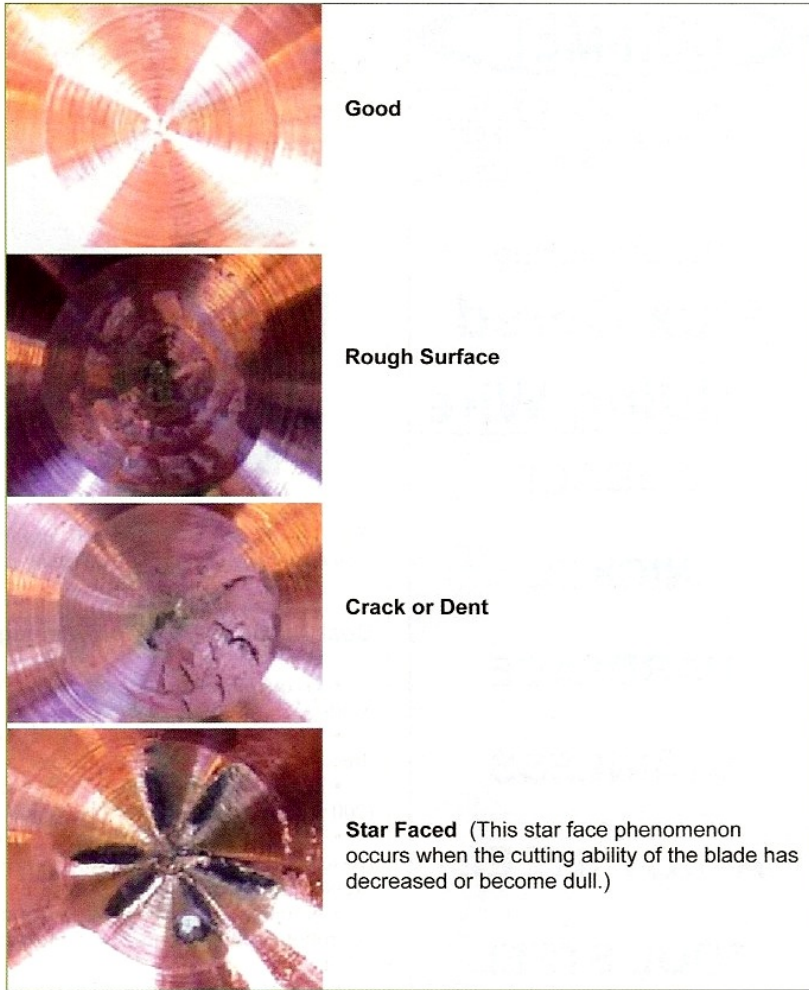 Good
Rough Surface
Crack or Dent
Star Faced (This star face phenomenon
occurs when the cutting ability of the blade has
decreased or become dull.)